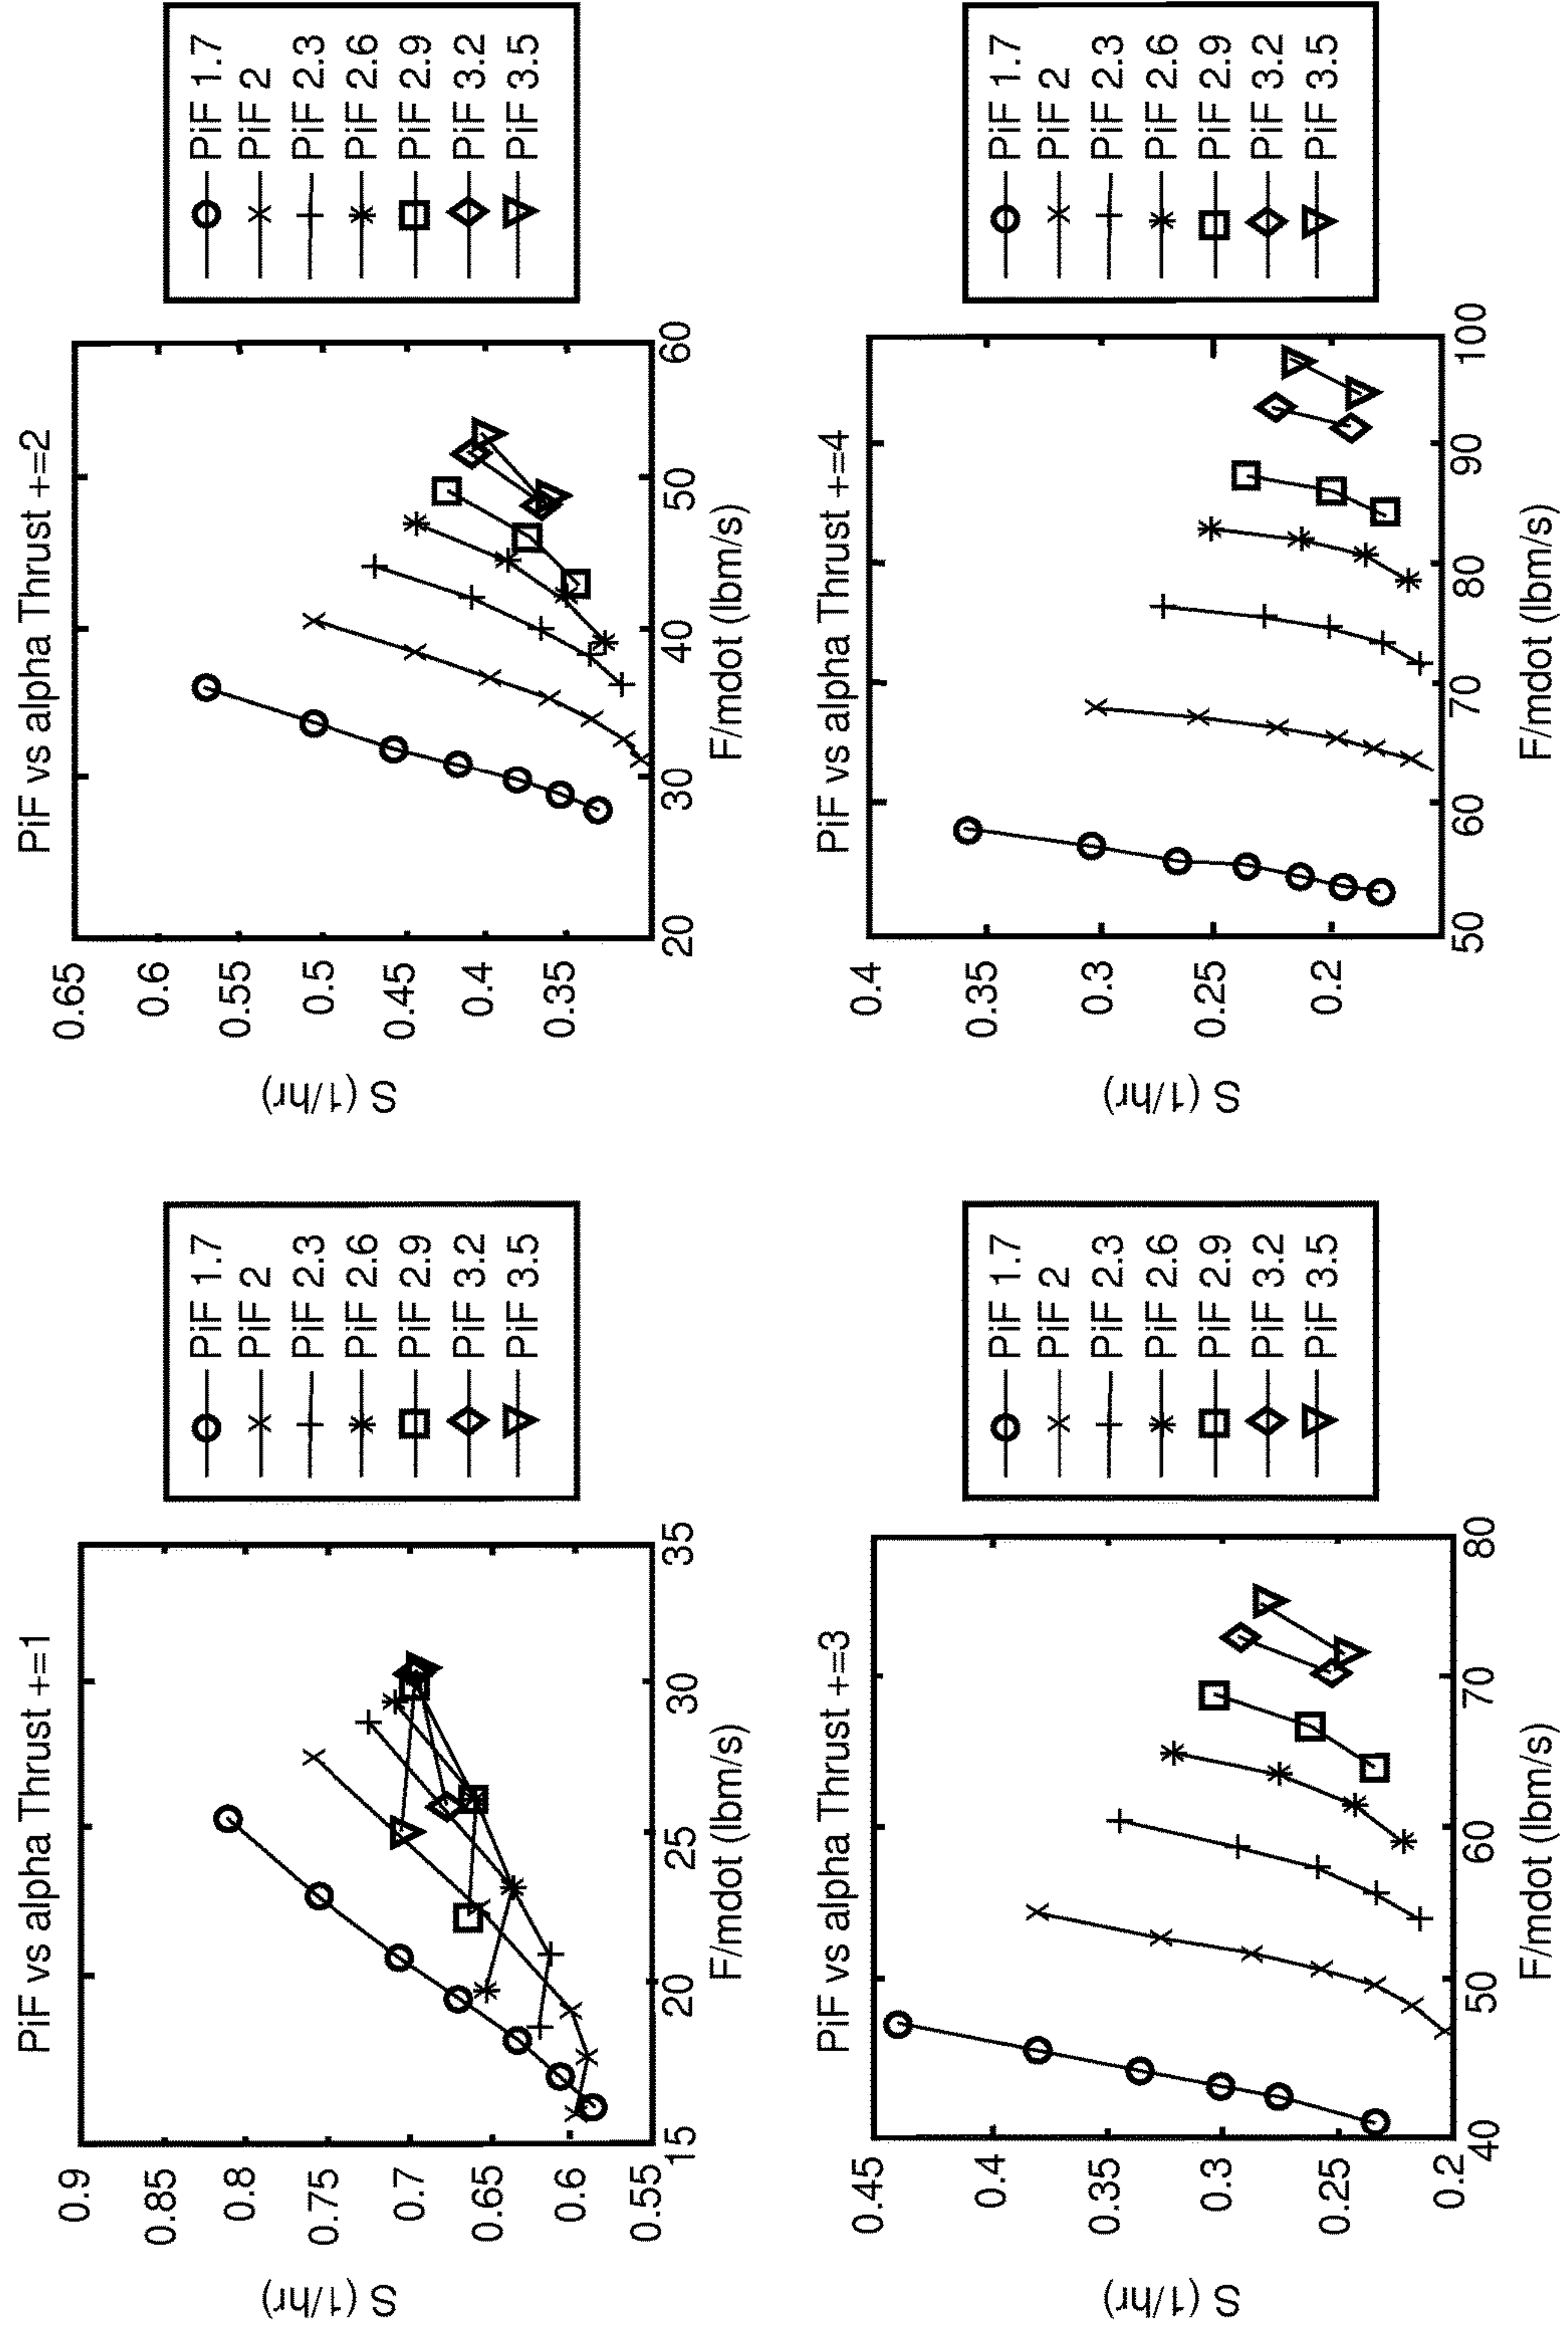 PiF vs alpha Thrust +=1
S (1/hr)
0.9
0.85
0.8
0.75
0.7
0.65
0.6
0.55
15 20 25 30 35
F/mdot (lbm/s)
PiF 1.7
PiF 2
PiF 2.3
PiF 2.6
PiF 2.9
PiF 3.2
PiF 3.5
PiF vs alpha Thrust +=2
S (1/hr)
0.65
0.6
0.55
0.5
0.45
0.4
0.35
20 30 40 50 60
F/mdot (lbm/s)
PiF 1.7
PiF 2
PiF 2.3
PiF 2.6
PiF 2.9
PiF 3.2
PiF 3.5
PiF vs alpha Thrust +=3
S (1/hr)
0.45
0.4
0.35
0.3
0.25
0.2
40 50 60 70 80
F/mdot (lbm/s)
PiF 1.7
PiF 2
PiF 2.3
PiF 2.6
PiF 2.9
PiF 3.2
PiF 3.5
PiF vs alpha Thrust +=4
S (1/hr)
0.4
0.35
0.3
0.25
0.2
50 60 70 80 90 100
F/mdot (lbm/s)
PiF 1.7
PiF 2
PiF 2.3
PiF 2.6
PiF 2.9
PiF 3.2
PiF 3.5